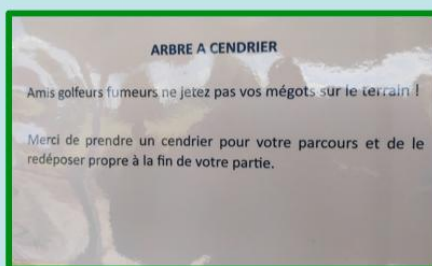 ARBRE A CENDRIER
Amis golfeurs fumeurs ne jetez pas vos mégots sur le terrain !
Merci de prendre un cendrier pour votre parcours et de le
redéposer propre à la fin de votre partie.